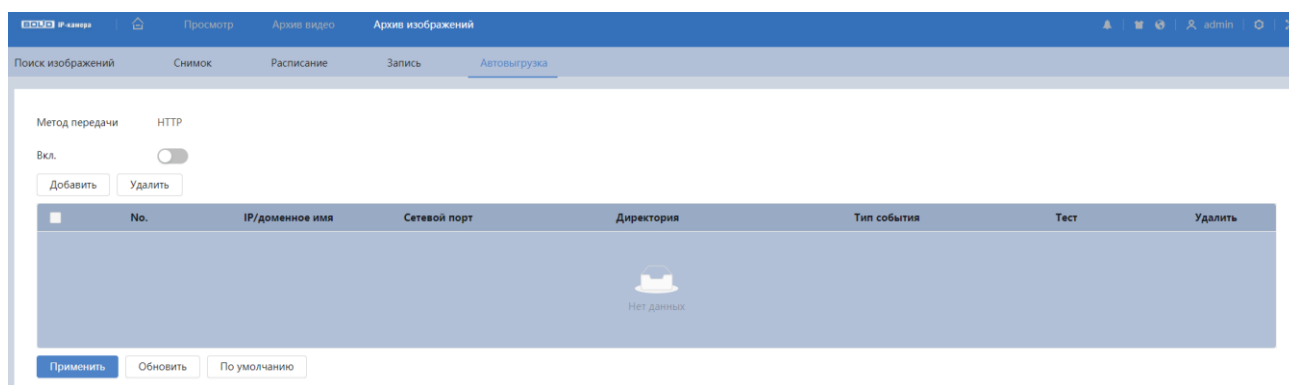 BOLID IP-камера Просмотр Архив видео Архив изображений admin
Поиск изображений Снимок Расписание Запись Автовыгрузка
Метод передачи HTTP
Вкл.
Добавить Удалить
No. IP/доменное имя Сетевой порт Директория Тип события Тест Удалить
Нет данных
Применить Обновить По умолчанию